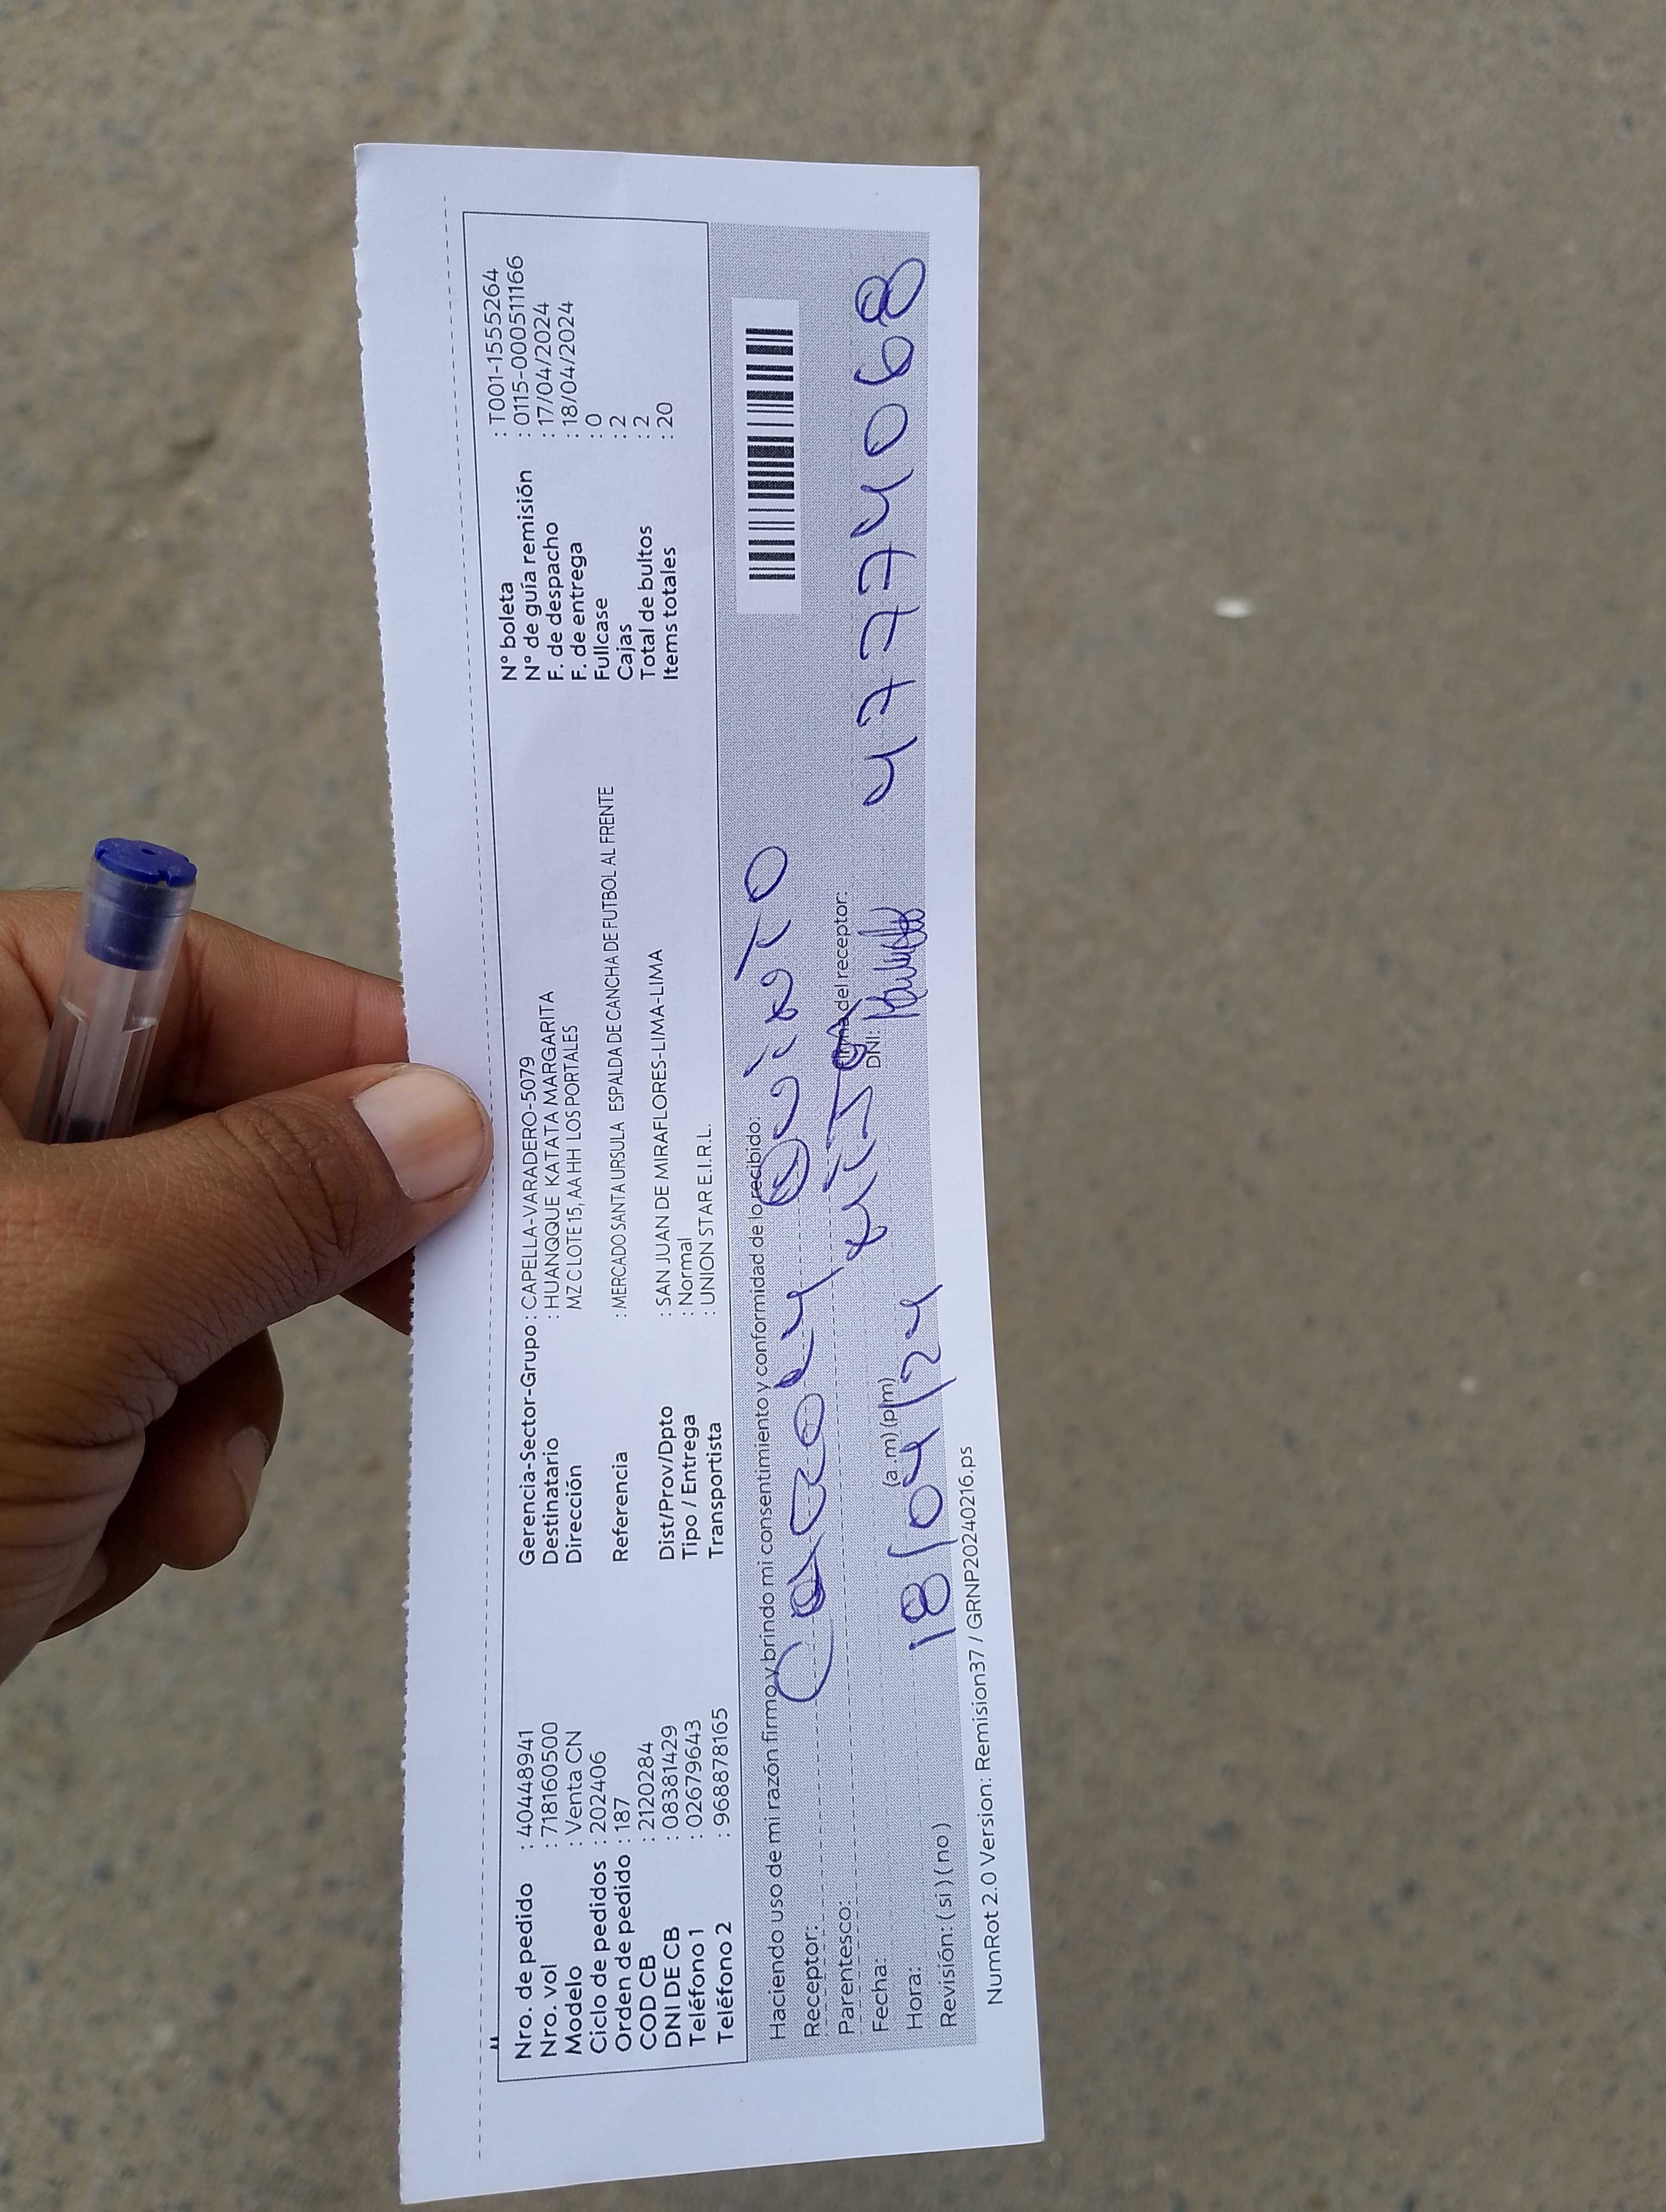 Nro. de pedido : 404448941
Nro. vol : 718160500
Modelo : Venta CN
Ciclo de pedidos : 202406
Orden de pedido : 187
COD CB : 2120284
DNI DE CB : 08381429
Teléfono 1 : 02679643
Teléfono 2 : 968878165
Gerencia-Sector-Grupo : CAPELLA-VARADERO-5079
Destinatario : HUANQQUE KATATA MARGARITA
Dirección MZ C LOTE 15, AA HH LOS PORTALES
Referencia : MERCADO SANTA URSULA ESPALDA DE CANCHA DE FUTBOL AL FRENTE
Dist/Prov/Dpto : SAN JUAN DE MIRAFLORES-LIMA-LIMA
Tipo / Entrega : Normal
Transportista : UNION STAR E.I.R.L.
N° boleta : T001-1555264
N° de guía remisión : 0115-000511166
F. de despacho : 17/04/2024
F. de entrega : 18/04/2024
Fullcase : 0
Cajas : 2
Total de bultos : 2
Items totales : 20
Haciendo uso de mi razón firmo y brindo mi consentimiento y conformidad de lo recibido:
Receptor:
Parentesco:
del receptor:
Fecha:
DNI: 47774068
Hora: (a.m) (p.m)
18/04/24
Revisión: (si) (no)
NumRot 2.0 Version: Remision37 / GRNP20240216.ps